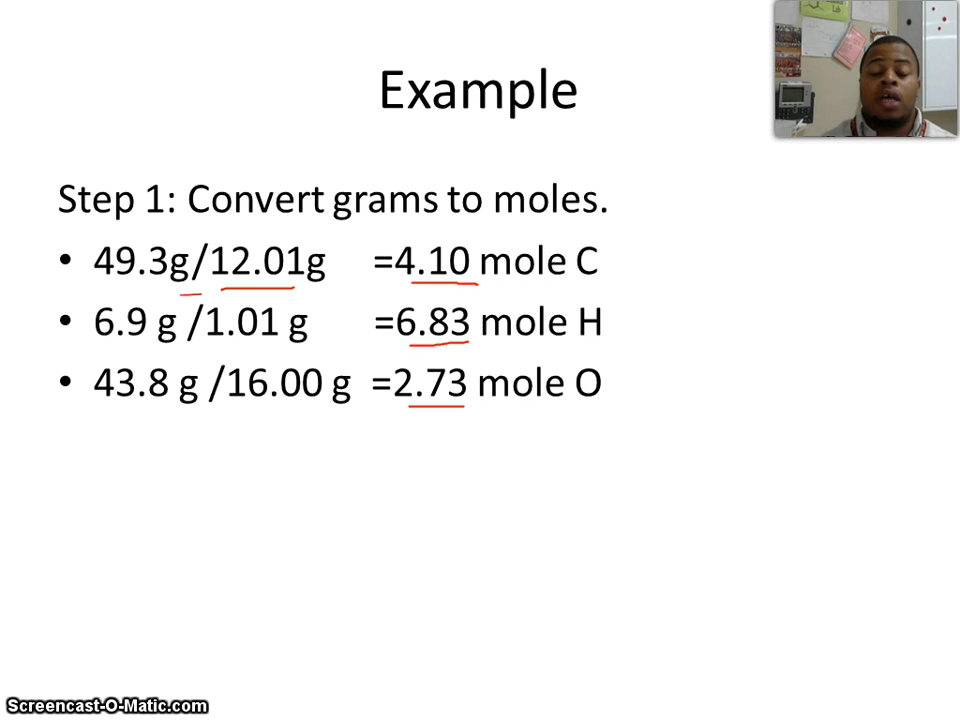 Example
Step 1: Convert grams to moles.
• 49.3g/12.01g =4.10 mole C
• 6.9 g /1.01 g =6.83 mole H
• 43.8 g /16.00 g =2.73 mole O
Screencast-O-Matic.com